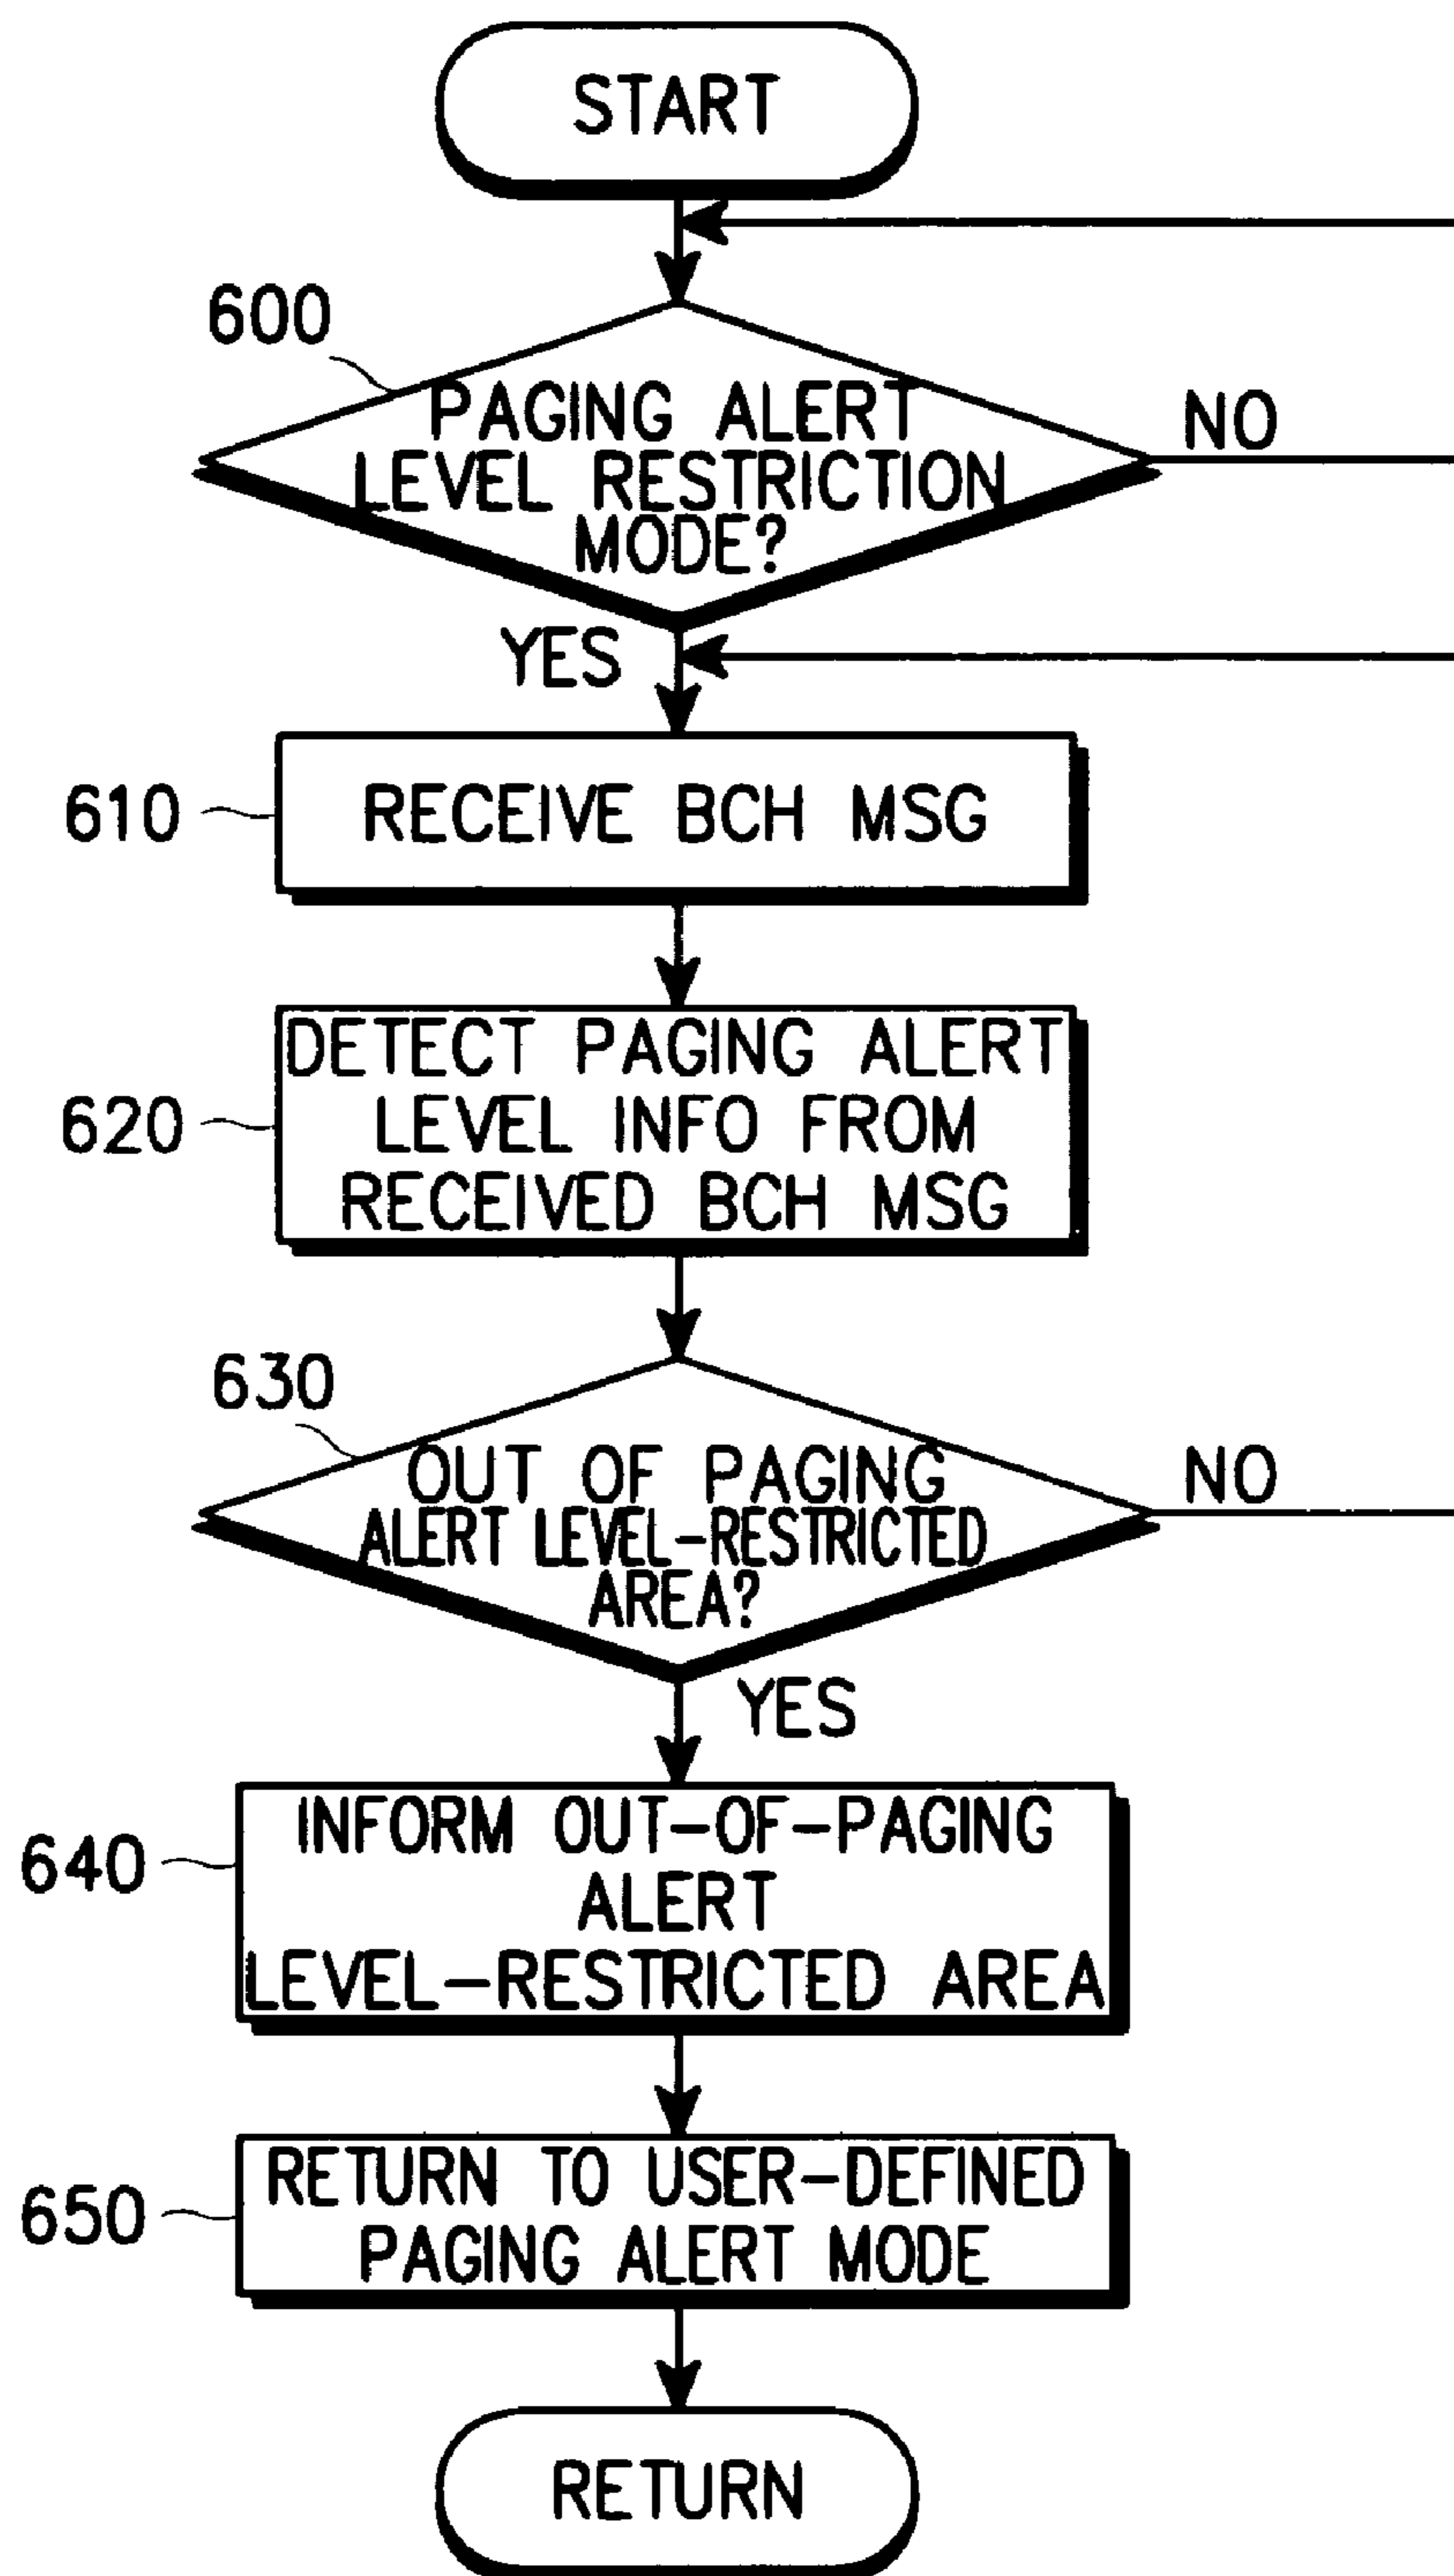 START
600
PAGING ALERT
LEVEL RESTRICTION
MODE?
NO
YES
610
RECEIVE BCH MSG
620
DETECT PAGING ALERT
LEVEL INFO FROM
RECEIVED BCH MSG
630
OUT OF PAGING
ALERT LEVEL-RESTRICTED
AREA?
NO
YES
640
INFORM OUT-OF-PAGING
ALERT
LEVEL-RESTRICTED AREA
650
RETURN TO USER-DEFINED
PAGING ALERT MODE
RETURN